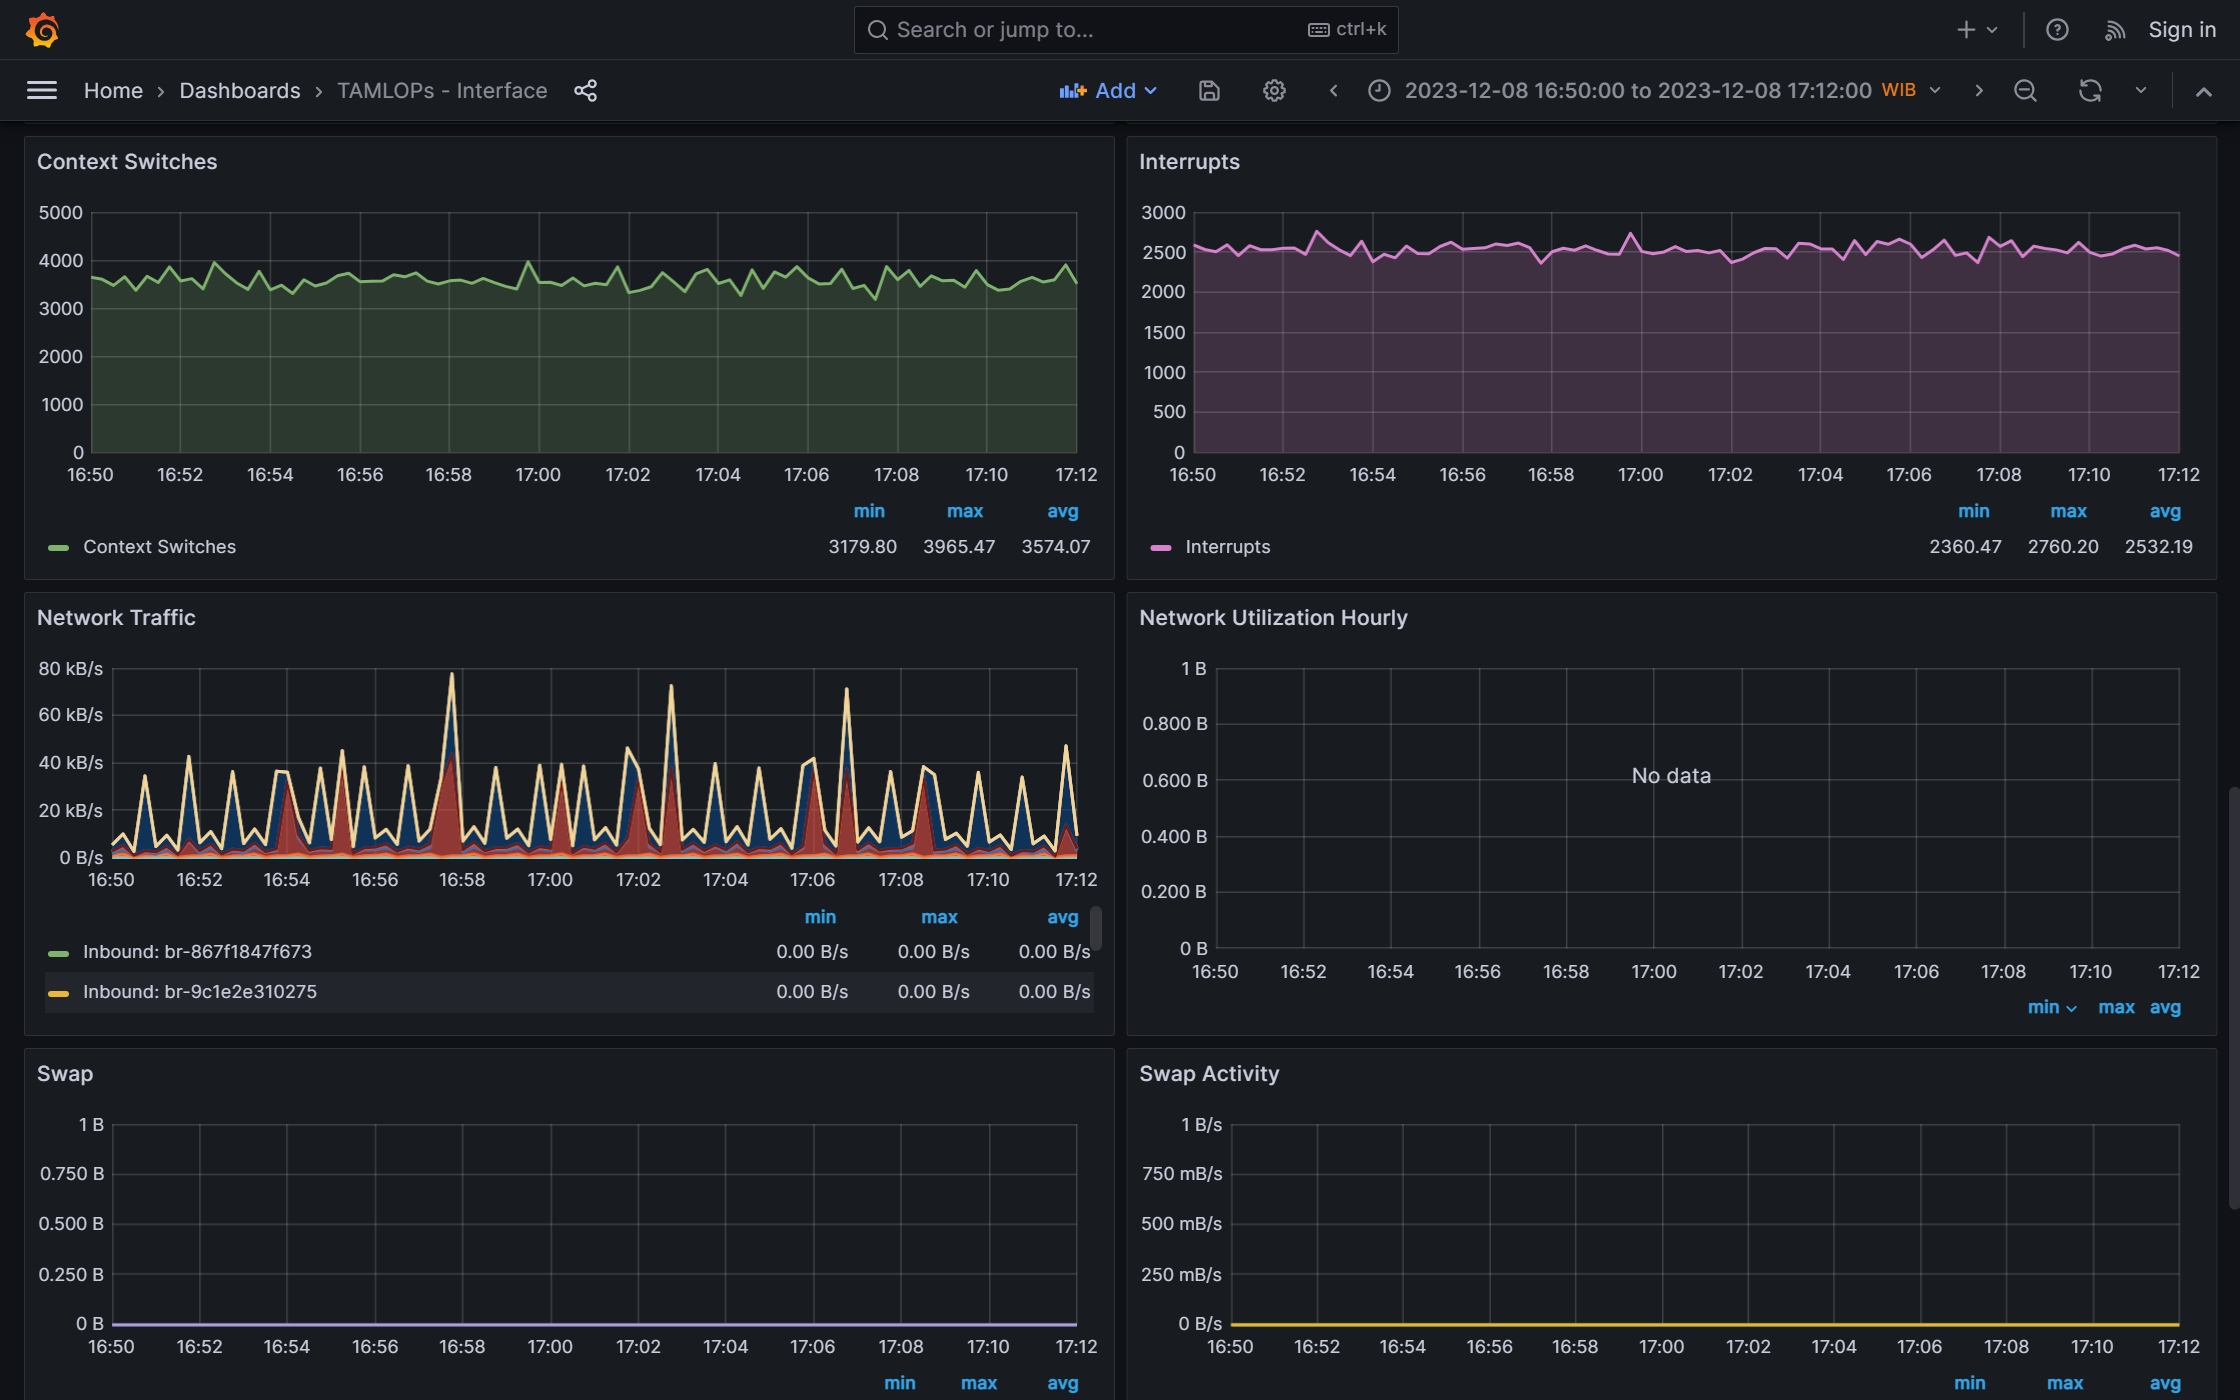 Search or jump to...
ctrl+k
Sign in
Home
Dashboards
TAMLOPs - Interface
Add
2023-12-08 16:50:00 to 2023-12-08 17:12:00 WIB
Context Switches
5000
4000
3000
2000
1000
0
16:50 16:52 16:54 16:56 16:58 17:00 17:02 17:04 17:06 17:08 17:10 17:12
min max avg
Context Switches 3179.80 3965.47 3574.07
Interrupts
3000
2500
2000
1500
1000
500
0
16:50 16:52 16:54 16:56 16:58 17:00 17:02 17:04 17:06 17:08 17:10 17:12
min max avg
Interrupts 2360.47 2760.20 2532.19
Network Traffic
80 kB/s
60 kB/s
40 kB/s
20 kB/s
0 B/s
16:50 16:52 16:54 16:56 16:58 17:00 17:02 17:04 17:06 17:08 17:10 17:12
min max avg
Inbound: br-867f1847f673 0.00 B/s 0.00 B/s 0.00 B/s
Inbound: br-9c1e2e310275 0.00 B/s 0.00 B/s 0.00 B/s
Network Utilization Hourly
1 B
0.800 B
0.600 B
0.400 B
0.200 B
0 B
No data
16:50 16:52 16:54 16:56 16:58 17:00 17:02 17:04 17:06 17:08 17:10 17:12
min max avg
Swap
1 B
0.750 B
0.500 B
0.250 B
0 B
16:50 16:52 16:54 16:56 16:58 17:00 17:02 17:04 17:06 17:08 17:10 17:12
min max avg
Swap Activity
1 B/s
750 mB/s
500 mB/s
250 mB/s
0 B/s
16:50 16:52 16:54 16:56 16:58 17:00 17:02 17:04 17:06 17:08 17:10 17:12
min max avg